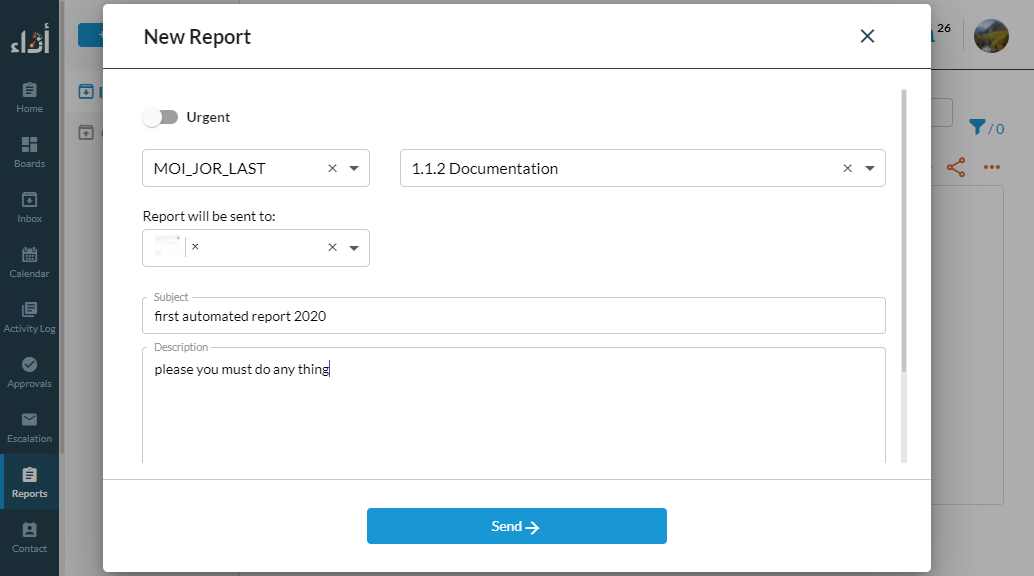 أداء
Home
Boards
Inbox
Calendar
Activity Log
Approvals
Escalation
Reports
Contact
26
/ 0
New Report
Urgent
MOI_JOR_LAST
1.1.2 Documentation
Report will be sent to:
Subject
first automated report 2020
Description
please you must do any thing
Send